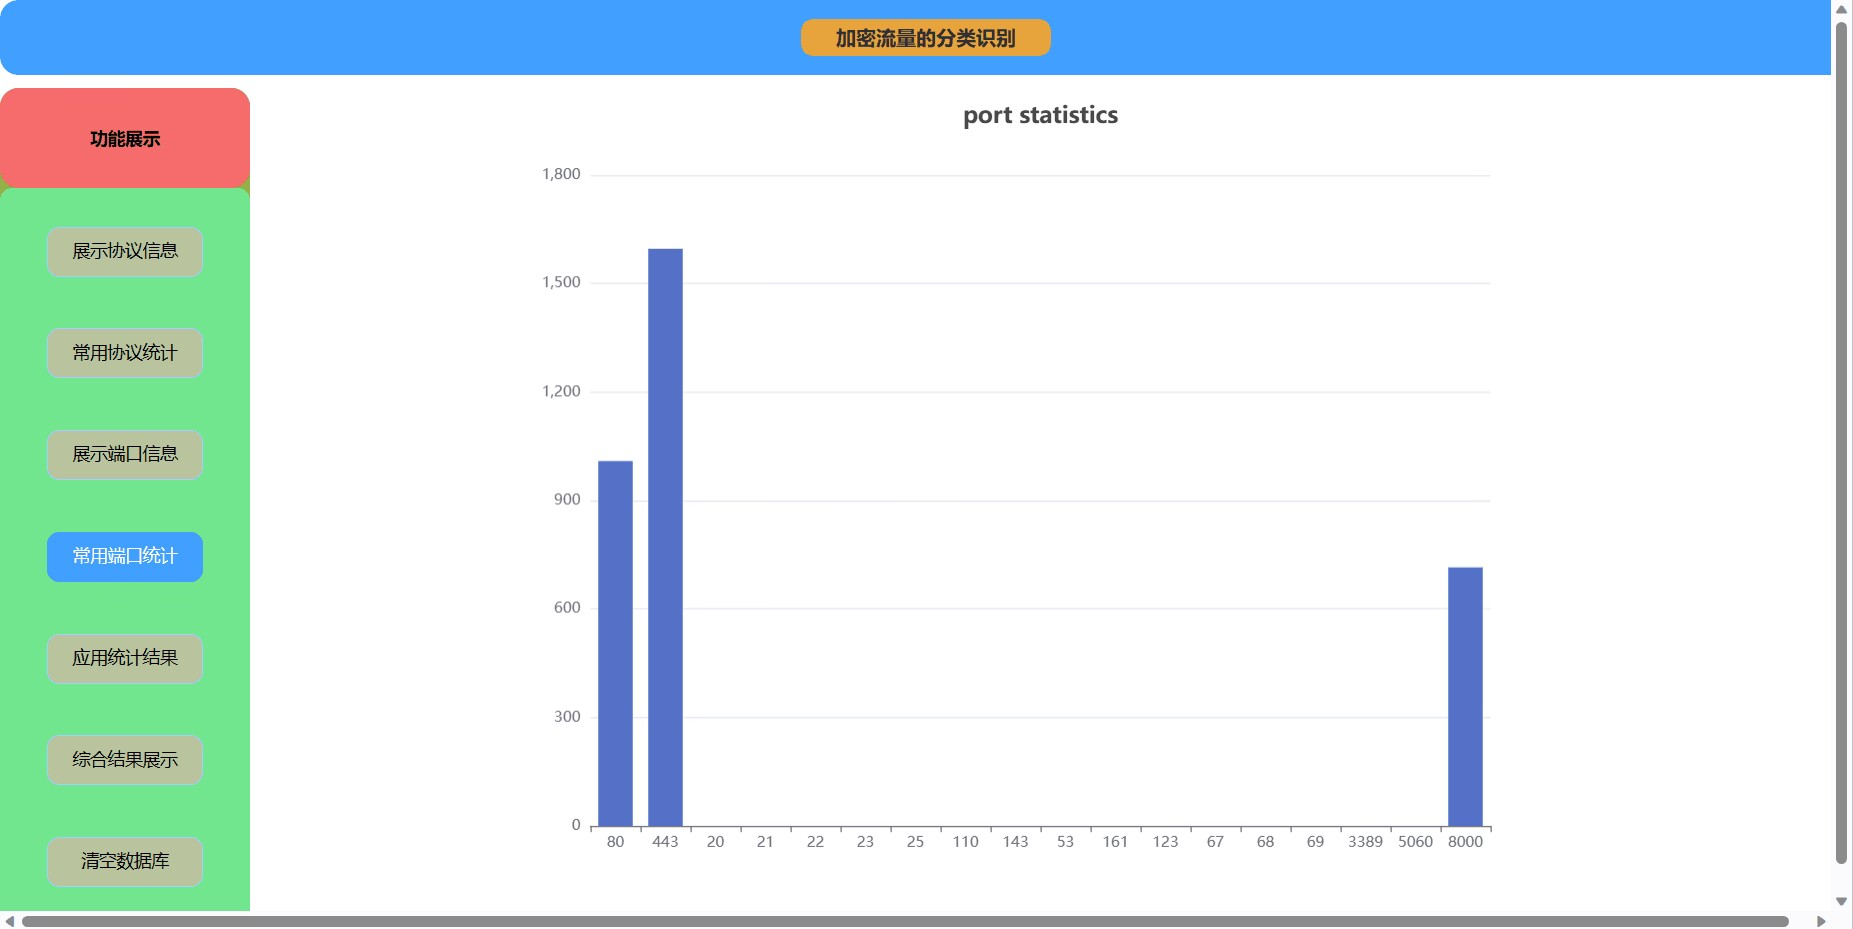 加密流量的分类识别
功能展示
展示协议信息
常用协议统计
展示端口信息
常用端口统计
应用统计结果
综合结果展示
清空数据库
port statistics
1,800
1,500
1,200
900
600
300
0
80 443 20 21 22 23 25 110 143 53 161 123 67 68 69 3389 5060 8000